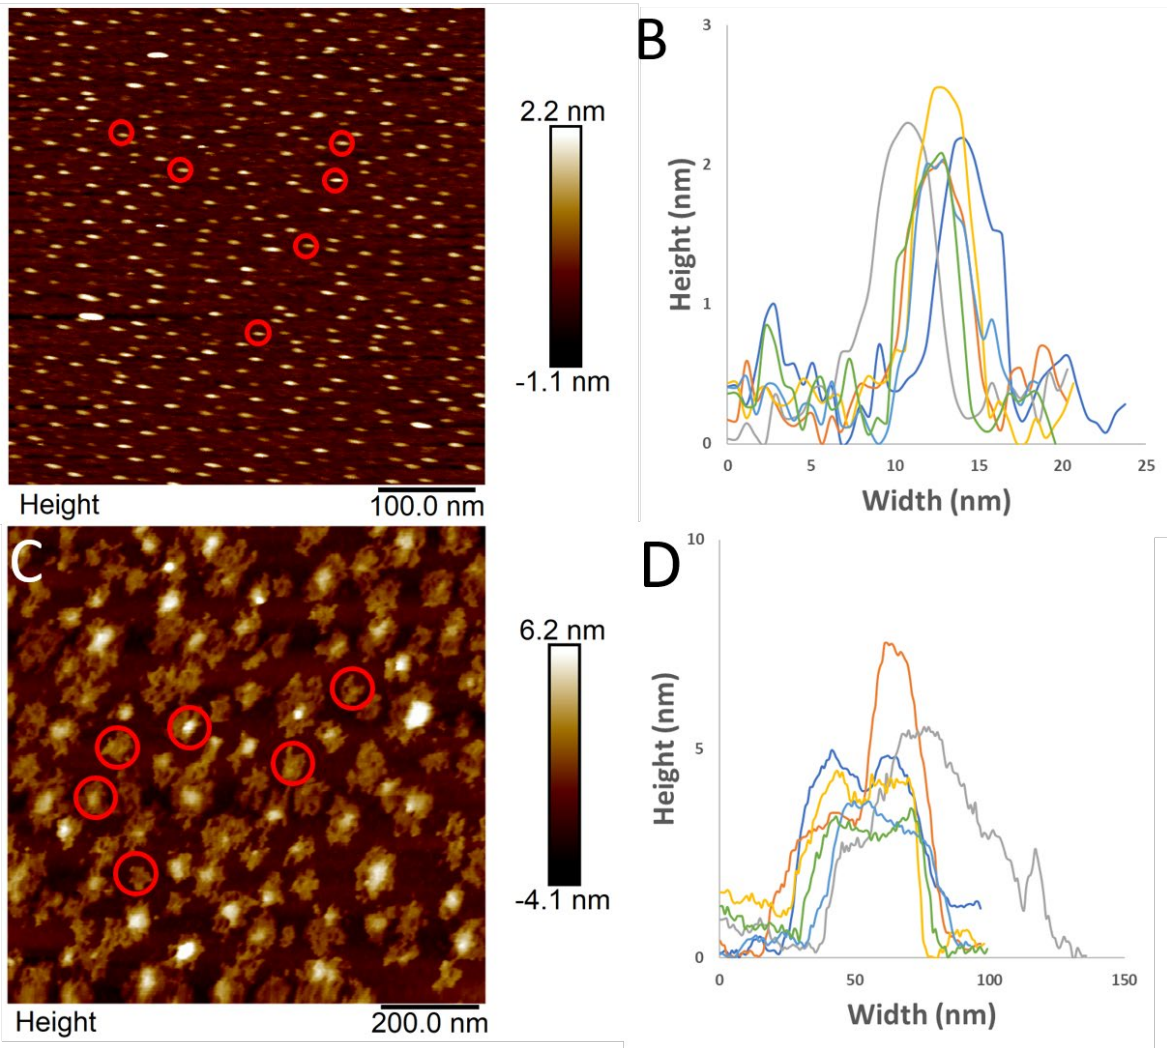 2.2 nm
-1.1 nm
Height
100.0 nm
B
3
2
1
0
Height (nm)
0 5 10 15 20 25
Width (nm)
C
6.2 nm
-4.1 nm
Height
200.0 nm
D
10
5
0
Height (nm)
0 50 100 150
Width (nm)